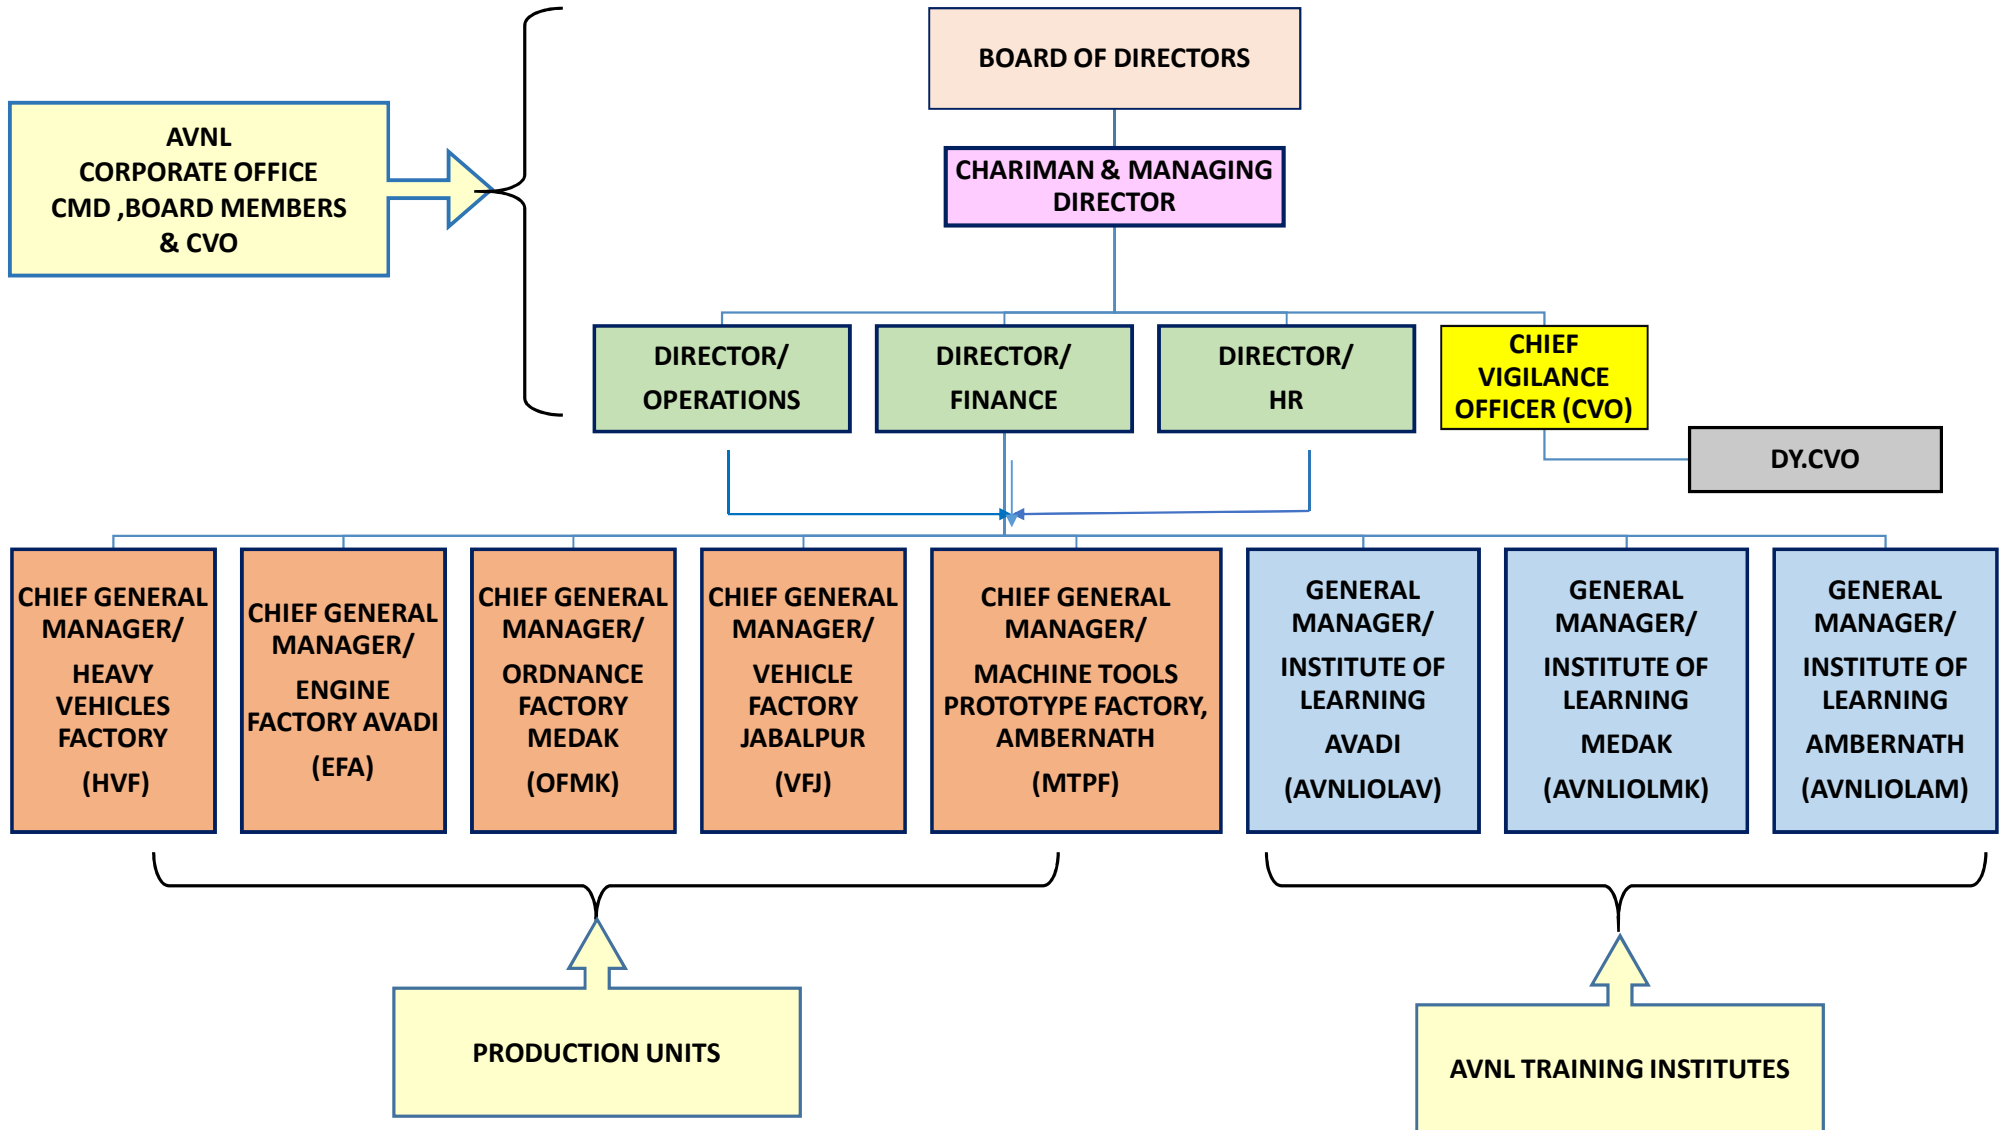 BOARD OF DIRECTORS
AVNL
CORPORATE OFFICE
CMD ,BOARD MEMBERS
& CVO
CHARIMAN & MANAGING
DIRECTOR
DIRECTOR/
OPERATIONS
DIRECTOR/
FINANCE
DIRECTOR/
HR
CHIEF
VIGILANCE
OFFICER (CVO)
DY.CVO
CHIEF GENERAL
MANAGER/
HEAVY
VEHICLES
FACTORY
(HVF)
CHIEF GENERAL
MANAGER/
ENGINE
FACTORY AVADI
(EFA)
CHIEF GENERAL
MANAGER/
ORDNANCE
FACTORY
MEDAK
(OFMK)
CHIEF GENERAL
MANAGER/
VEHICLE
FACTORY
JABALPUR
(VFJ)
CHIEF GENERAL
MANAGER/
MACHINE TOOLS
PROTOTYPE FACTORY,
AMBERNATH
(MTPF)
GENERAL
MANAGER/
INSTITUTE OF
LEARNING
AVADI
(AVNLIOLAV)
GENERAL
MANAGER/
INSTITUTE OF
LEARNING
MEDAK
(AVNLIOLMK)
GENERAL
MANAGER/
INSTITUTE OF
LEARNING
AMBERNATH
(AVNLIOLAM)
PRODUCTION UNITS
AVNL TRAINING INSTITUTES